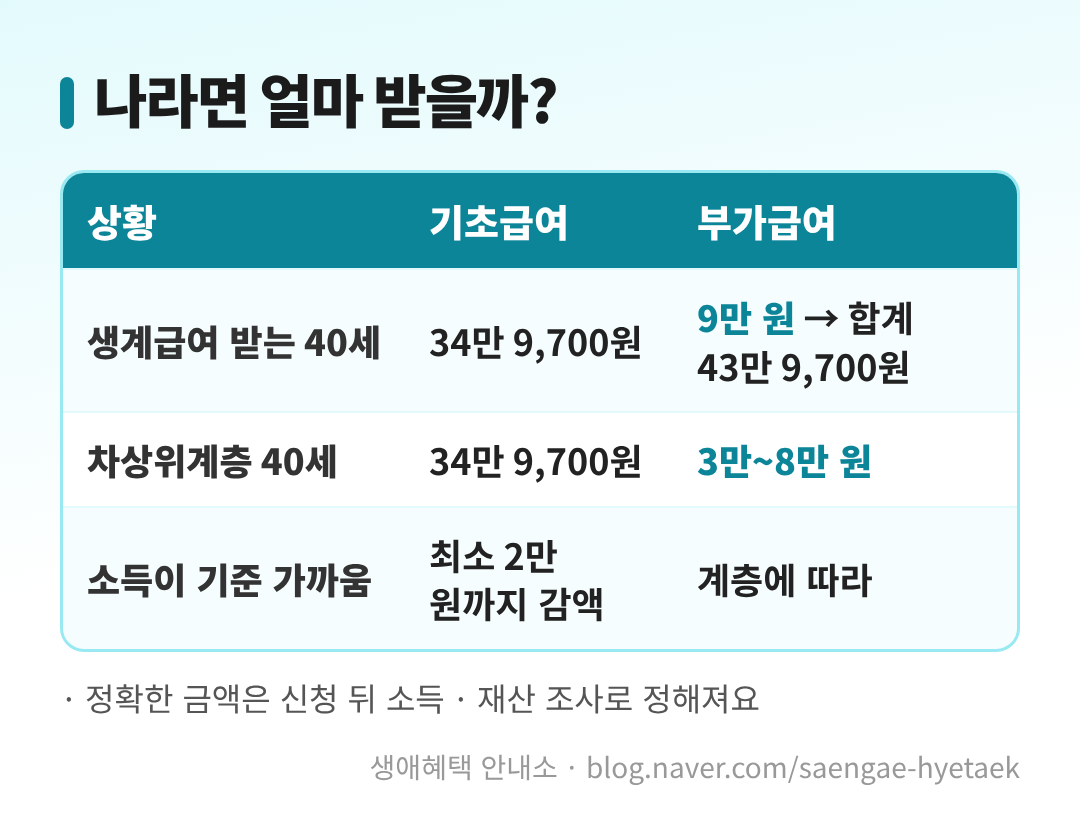 나라면 얼마 받을까?
상황 기초급여 부가급여
생계급여 받는 40세 34만 9,700원 9만 원 → 합계
43만 9,700원
차상위계층 40세 34만 9,700원 3만~8만 원
소득이 기준 가까움 최소 2만
원까지 감액 계층에 따라
· 정확한 금액은 신청 뒤 소득 · 재산 조사로 정해져요
생애혜택 안내소 · blog.naver.com/saengae-hyetaek